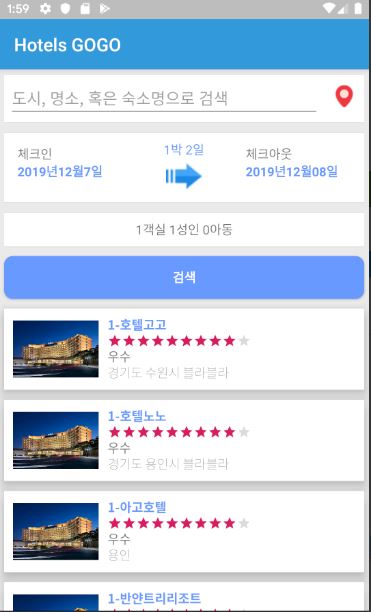 1:59
Hotels GOGO
도시, 명소, 혹은 숙소명으로 검색
체크인
2019년12월7일
1박 2일
체크아웃
2019년12월08일
1객실 1성인 0아동
검색
1-호텔고고
우수
경기도 수원시 블라블라
1-호텔노노
우수
경기도 용인시 블라블라
1-아고호텔
우수
용인
1-반얀트리리조트